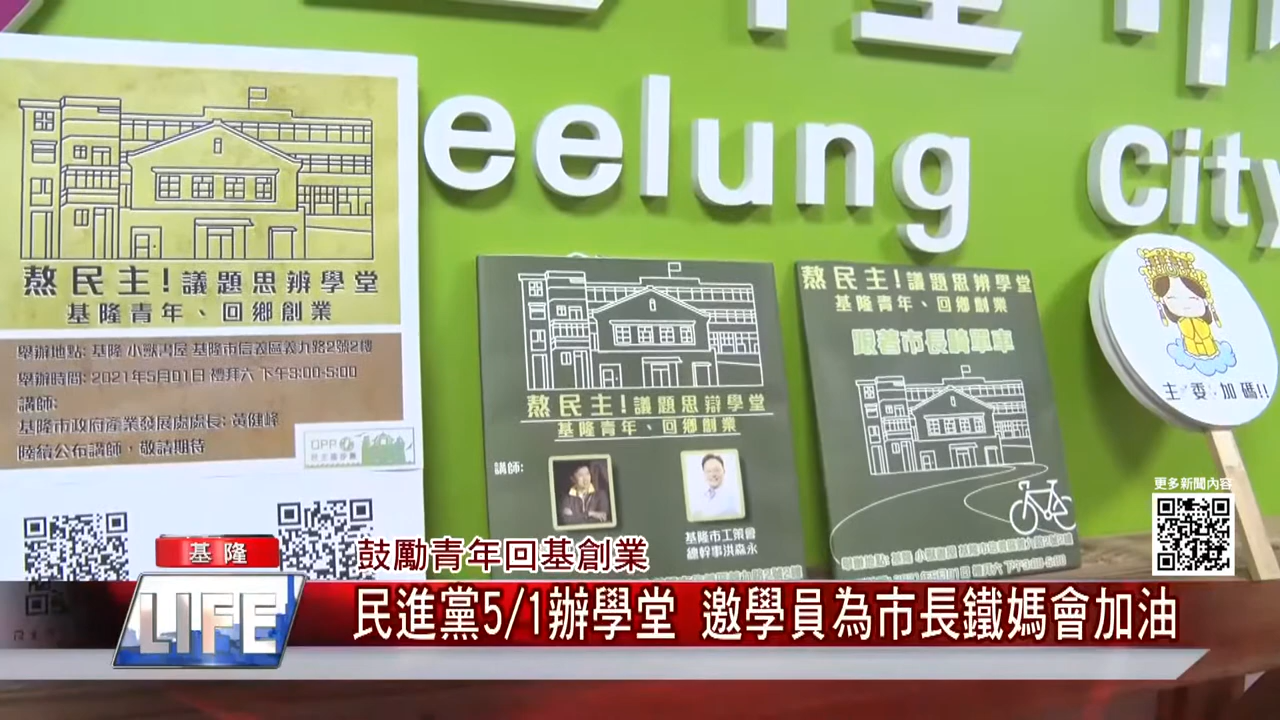 eelung City
熬民主!議題思辨學堂
基隆青年、回鄉創業
舉辦地點: 基隆 小獸書屋 基隆市信義區義九路2號2樓
舉辦時間: 2021年5月01日 禮拜六 下午3:00-5:00
講師:
基隆市政府產業發展處處長: 黃健峰
陸續公布講師,敬請期待
DPP
熬民主!議題思辯學堂
基隆青年、回鄉創業
講師:
基隆市工策會
總幹事洪森永
熬民主!議題思辨學堂
基隆青年、回鄉創業
跟著市長騎單車
主委加碼!!
更多新聞內容
基隆
鼓勵青年回基創業
LIFE
民進黨5/1辦學堂 邀學員為市長鐵媽會加油